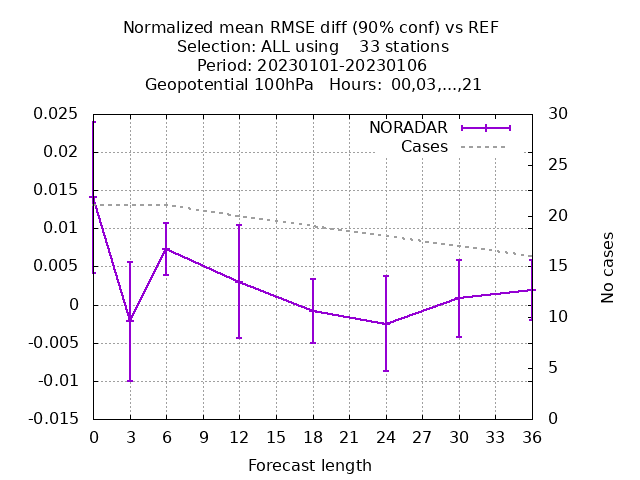 Normalized mean RMSE diff (90% conf) vs REF
Selection: ALL using    33 stations
Period: 20230101-20230106
Geopotential 100hPa   Hours:  00,03,...,21
NORADAR
Cases
0.025
0.02
0.015
0.01
0.005
0
-0.005
-0.01
-0.015
30
25
20
15
10
5
0
No cases
0 3 6 9 12 15 18 21 24 27 30 33 36
Forecast length